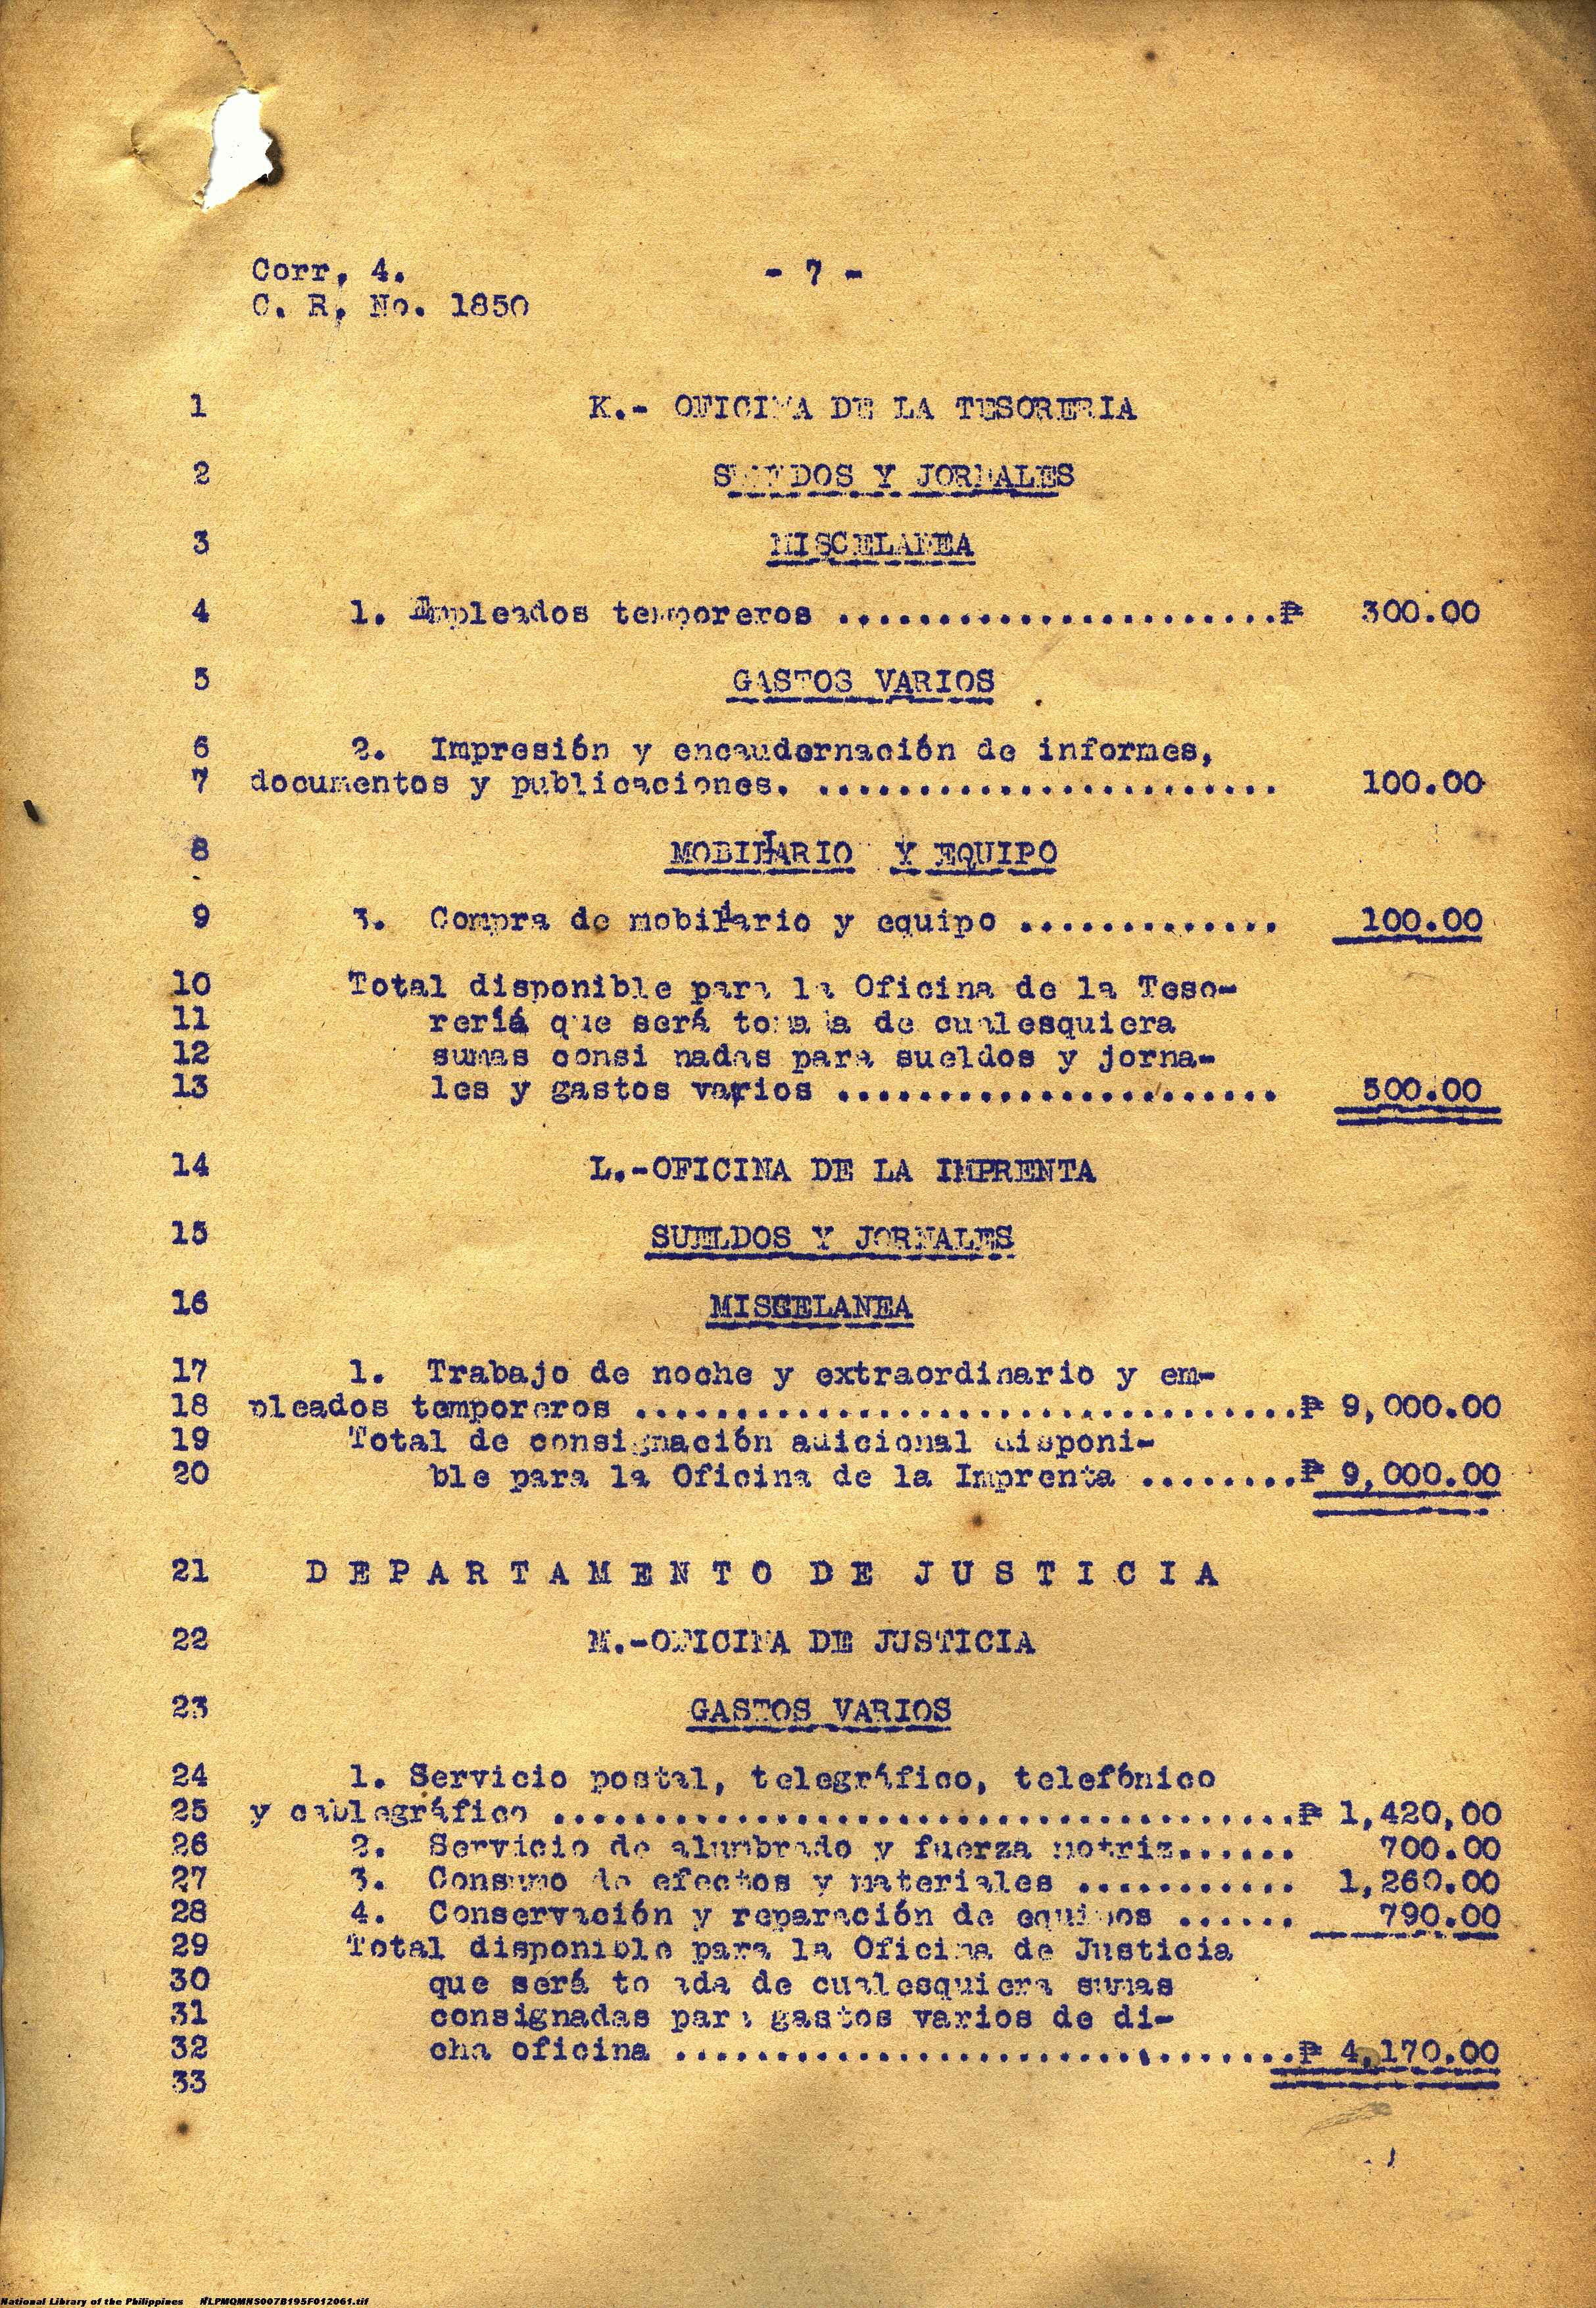 Corr, 4. - 7 -
C. R, No. 1850
1 K.- OFICINA DE LA TESORERIA
2 SUELDOS Y JORNALES
3 MISCELANEA
4 1. Empleados temporeros ......................₱ 300.00
5 GASTOS VARIOS
6 2. Impresión y encaudernación de informes,
7 documentos y publicaciones. ....................... 100.00
8 MOBILIARIO Y EQUIPO
9 3. Compra de mobiliario y equipo ............. 100.00
10 Total disponible para la Oficina de la Teso-
11 reriá que será tomada de cualesquiera
12 sumas consignadas para sueldos y jorna-
13 les y gastos varios ...................... 500.00
14 L.-OFICINA DE LA IMPRENTA
15 SUELDOS Y JORNALES
16 MISCELANEA
17 1. Trabajo de noche y extraordinario y em-
18 pleados temporeros .................................₱ 9,000.00
19 Total de consignación adicional disponi-
20 ble para la Oficina de la Imprenta ........₱ 9,000.00
21 D E P A R T A M E N T O D E J U S T I C I A
22 M.-OFICINA DE JUSTICIA
23 GASTOS VARIOS
24 1. Servicio postal, telegráfico, telefónico
25 y cablegráfico .....................................₱ 1,420,00
26 2. Servicio de alumbrado y fuerza motriz...... 700.00
27 3. Consumo de efectos y materiales ........... 1,260.00
28 4. Conservación y reparación de equipos ...... 790.00
29 Total disponible para la Oficina de Justicia
30 que será tomada de cualesquiera sumas
31 consignadas para gastos varios de di-
32 cha oficina ...............................₱ 4,170.00
33
National Library of the Philippines NLPMQMNS007B195F012061.tif